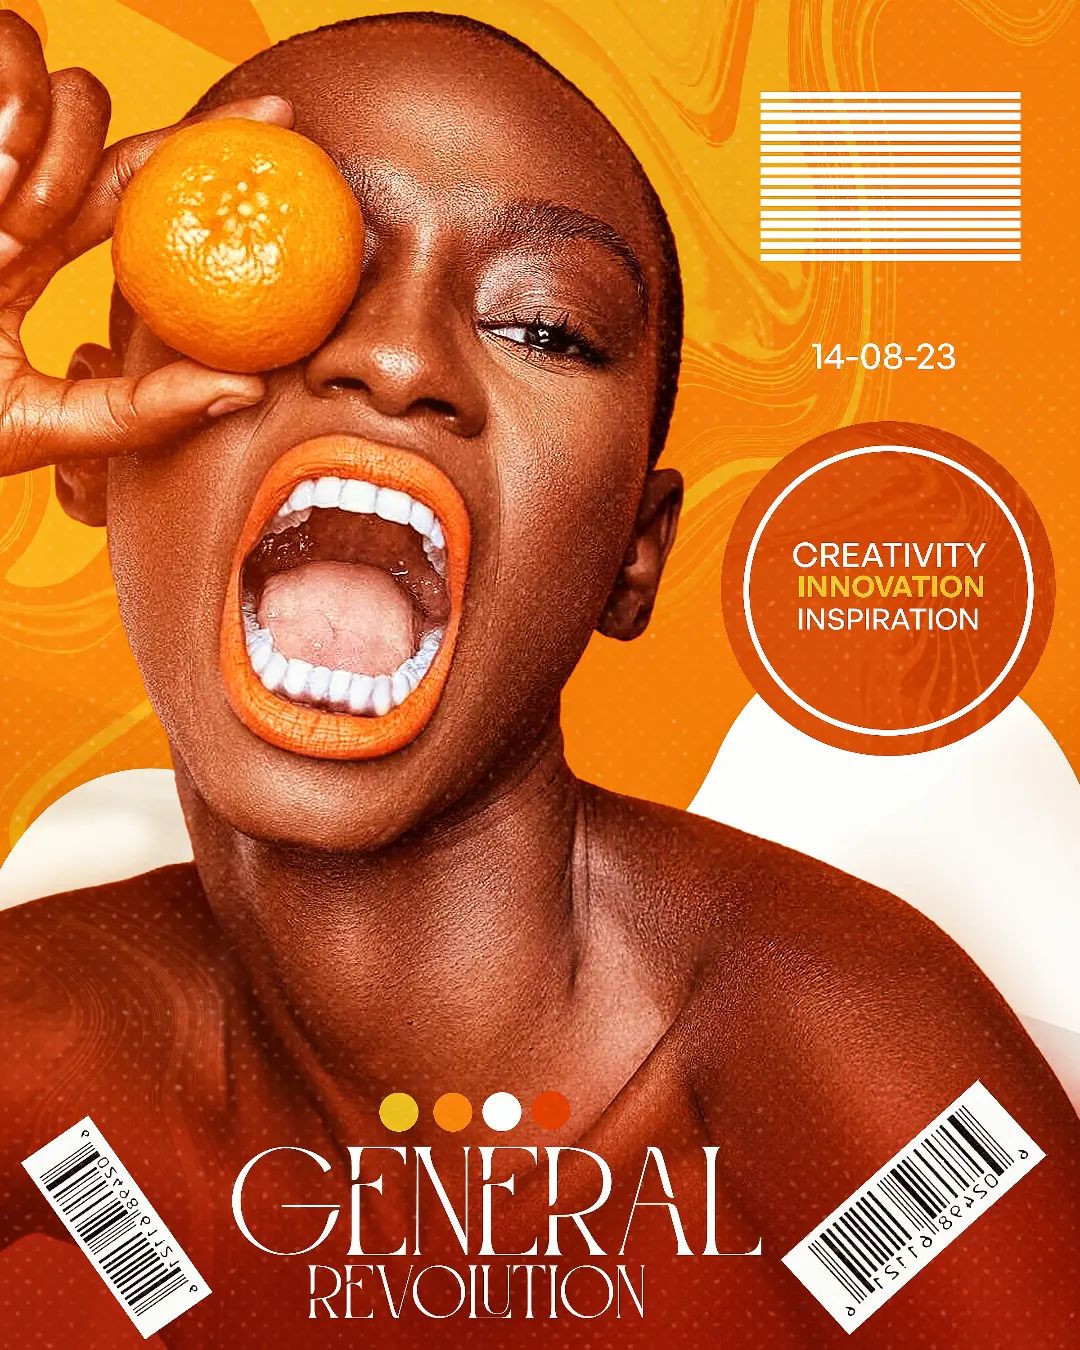 14-08-23
CREATIVITY
INNOVATION
INSPIRATION
GENERAL
REVOLUTION